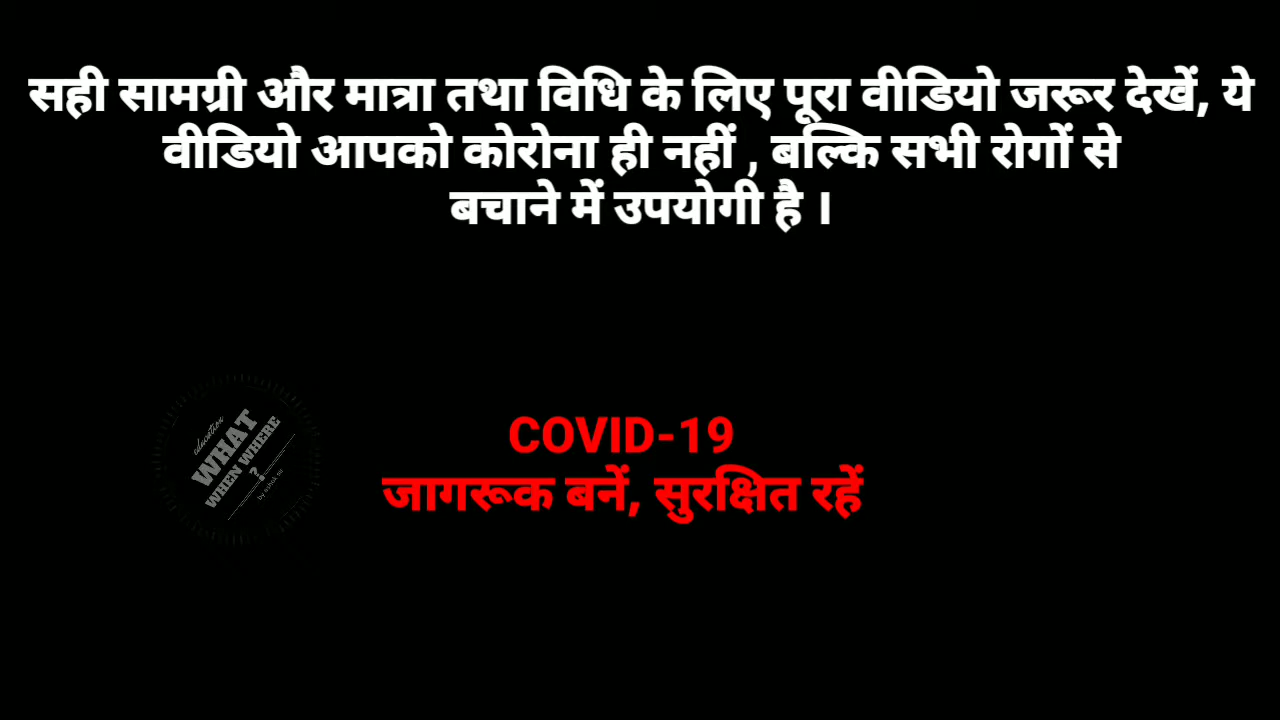 सही सामग्री और मात्रा तथा विधि के लिए पूरा वीडियो जरूर देखें, ये
वीडियो आपको कोरोना ही नहीं , बल्कि सभी रोगों से
बचाने में उपयोगी है ।
education
WHAT
WHEN WHERE
?
COVID-19
जागरूक बनें, सुरक्षित रहें